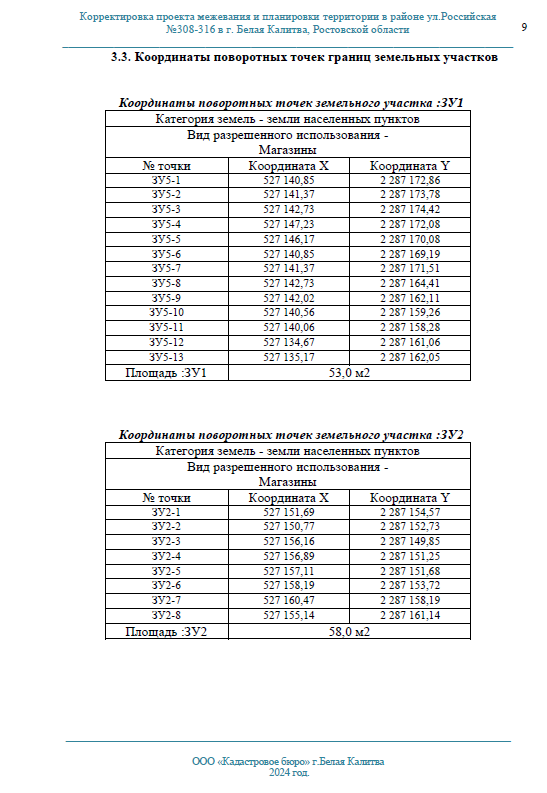 Корректировка проекта межевания и планировки территории в районе ул.Российская
№308-316 в г. Белая Калитва, Ростовской области
9
3.3. Координаты поворотных точек границ земельных участков
Координаты поворотных точек земельного участка :ЗУ1
Категория земель - земли населенных пунктов
Вид разрешенного использования -
Магазины
№ точки Координата X Координата Y
ЗУ5-1 527 140,85 2 287 172,86
ЗУ5-2 527 141,37 2 287 173,78
ЗУ5-3 527 142,73 2 287 174,42
ЗУ5-4 527 147,23 2 287 172,08
ЗУ5-5 527 146,17 2 287 170,08
ЗУ5-6 527 140,85 2 287 169,19
ЗУ5-7 527 141,37 2 287 171,51
ЗУ5-8 527 142,73 2 287 164,41
ЗУ5-9 527 142,02 2 287 162,11
ЗУ5-10 527 140,56 2 287 159,26
ЗУ5-11 527 140,06 2 287 158,28
ЗУ5-12 527 134,67 2 287 161,06
ЗУ5-13 527 135,17 2 287 162,05
Площадь :ЗУ1 53,0 м2
Координаты поворотных точек земельного участка :ЗУ2
Категория земель - земли населенных пунктов
Вид разрешенного использования -
Магазины
№ точки Координата X Координата Y
ЗУ2-1 527 151,69 2 287 154,57
ЗУ2-2 527 150,77 2 287 152,73
ЗУ2-3 527 156,16 2 287 149,85
ЗУ2-4 527 156,89 2 287 151,25
ЗУ2-5 527 157,11 2 287 151,68
ЗУ2-6 527 158,19 2 287 153,72
ЗУ2-7 527 160,47 2 287 158,19
ЗУ2-8 527 155,14 2 287 161,14
Площадь :ЗУ2 58,0 м2
ООО «Кадастровое бюро» г.Белая Калитва
2024 год.